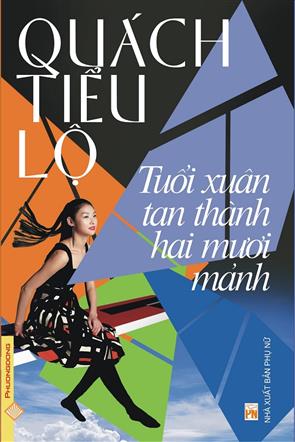 QUÁCH
TIỂU
LỘ
Tuổi xuân
tan thành
hai mươi
mảnh
PHUONGDONG
PN
NHÀ XUẤT BẢN PHỤ NỮ